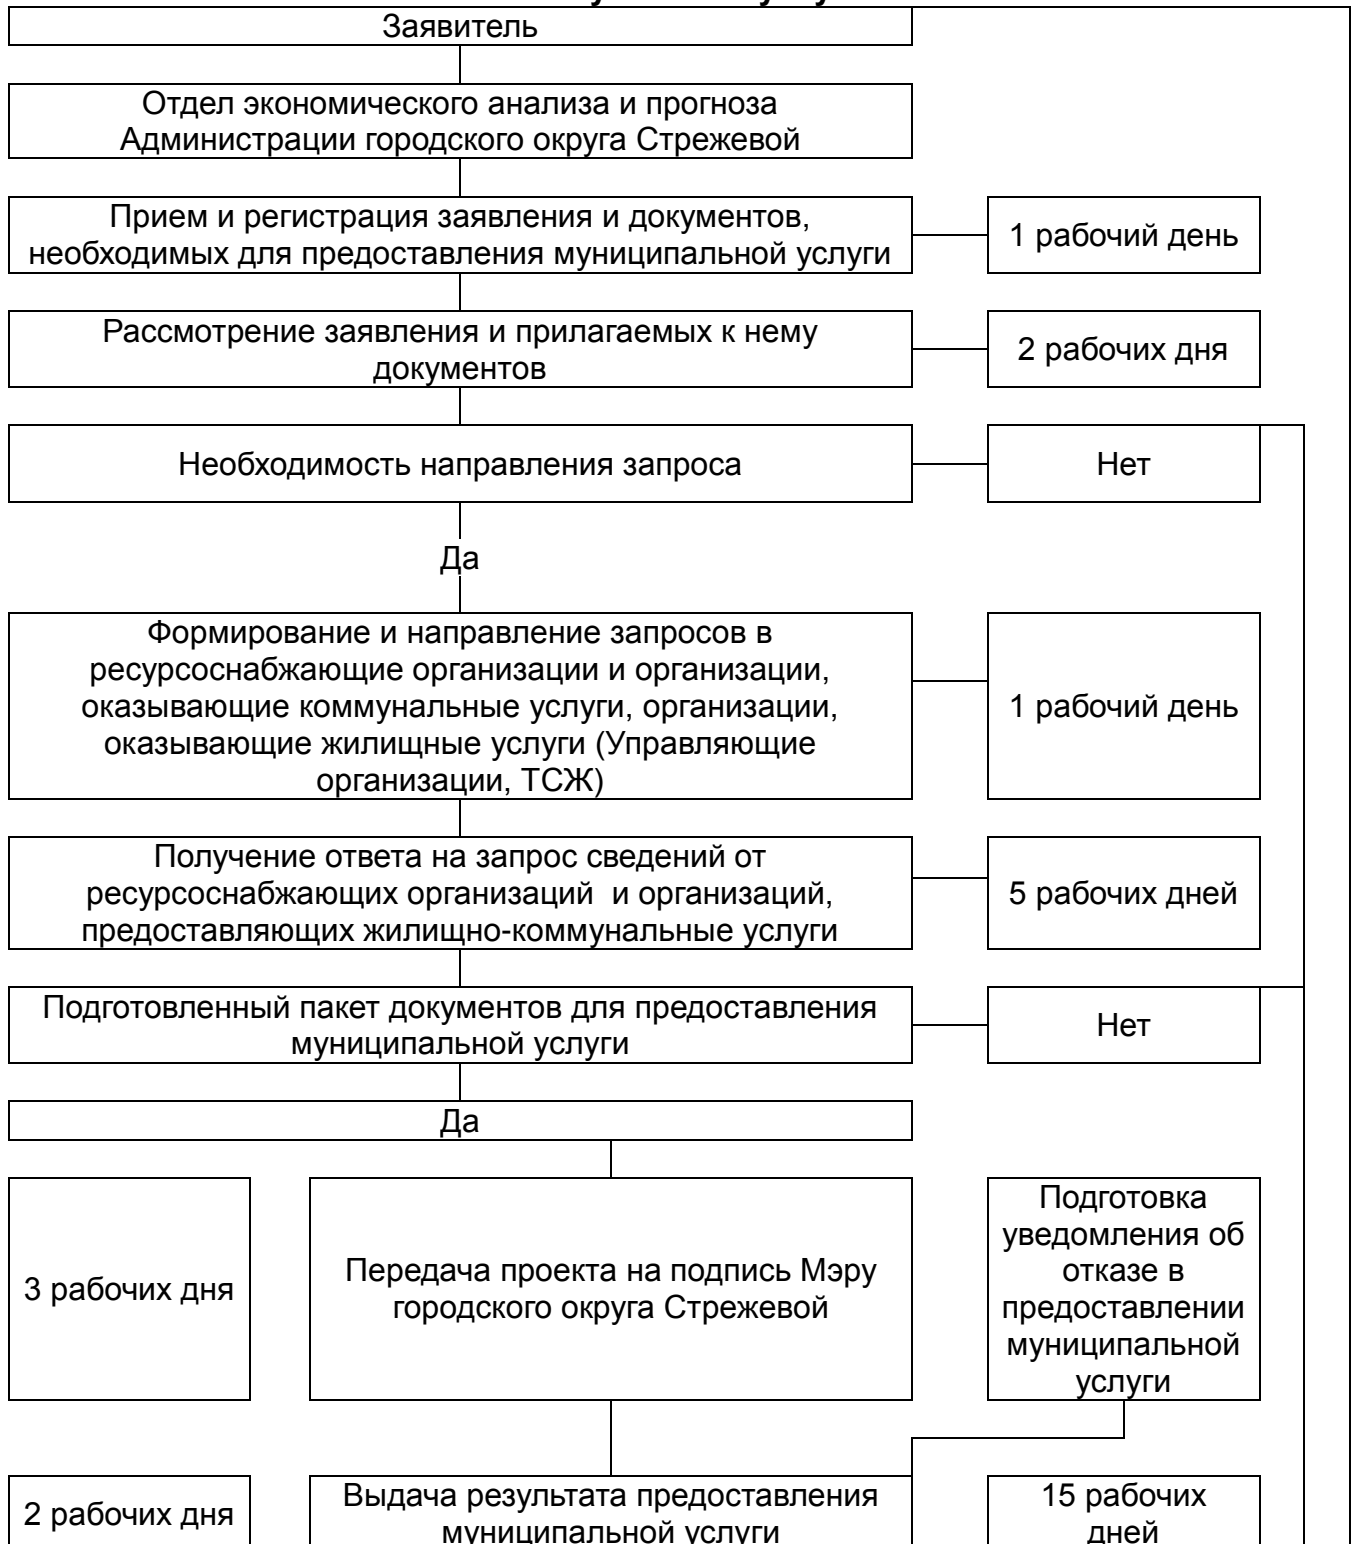 Заявитель
Отдел экономического анализа и прогноза
Администрации городского округа Стрежевой
Прием и регистрация заявления и документов,
необходимых для предоставления муниципальной услуги
1 рабочий день
Рассмотрение заявления и прилагаемых к нему
документов
2 рабочих дня
Необходимость направления запроса
Нет
Да
Формирование и направление запросов в
ресурсоснабжающие организации и организации,
оказывающие коммунальные услуги, организации,
оказывающие жилищные услуги (Управляющие
организации, ТСЖ)
1 рабочий день
Получение ответа на запрос сведений от
ресурсоснабжающих организаций и организаций,
предоставляющих жилищно-коммунальные услуги
5 рабочих дней
Подготовленный пакет документов для предоставления
муниципальной услуги
Нет
Да
3 рабочих дня
Передача проекта на подпись Мэру
городского округа Стрежевой
Подготовка
уведомления об
отказе в
предоставлении
муниципальной
услуги
2 рабочих дня
Выдача результата предоставления
муниципальной услуги
15 рабочих
дней